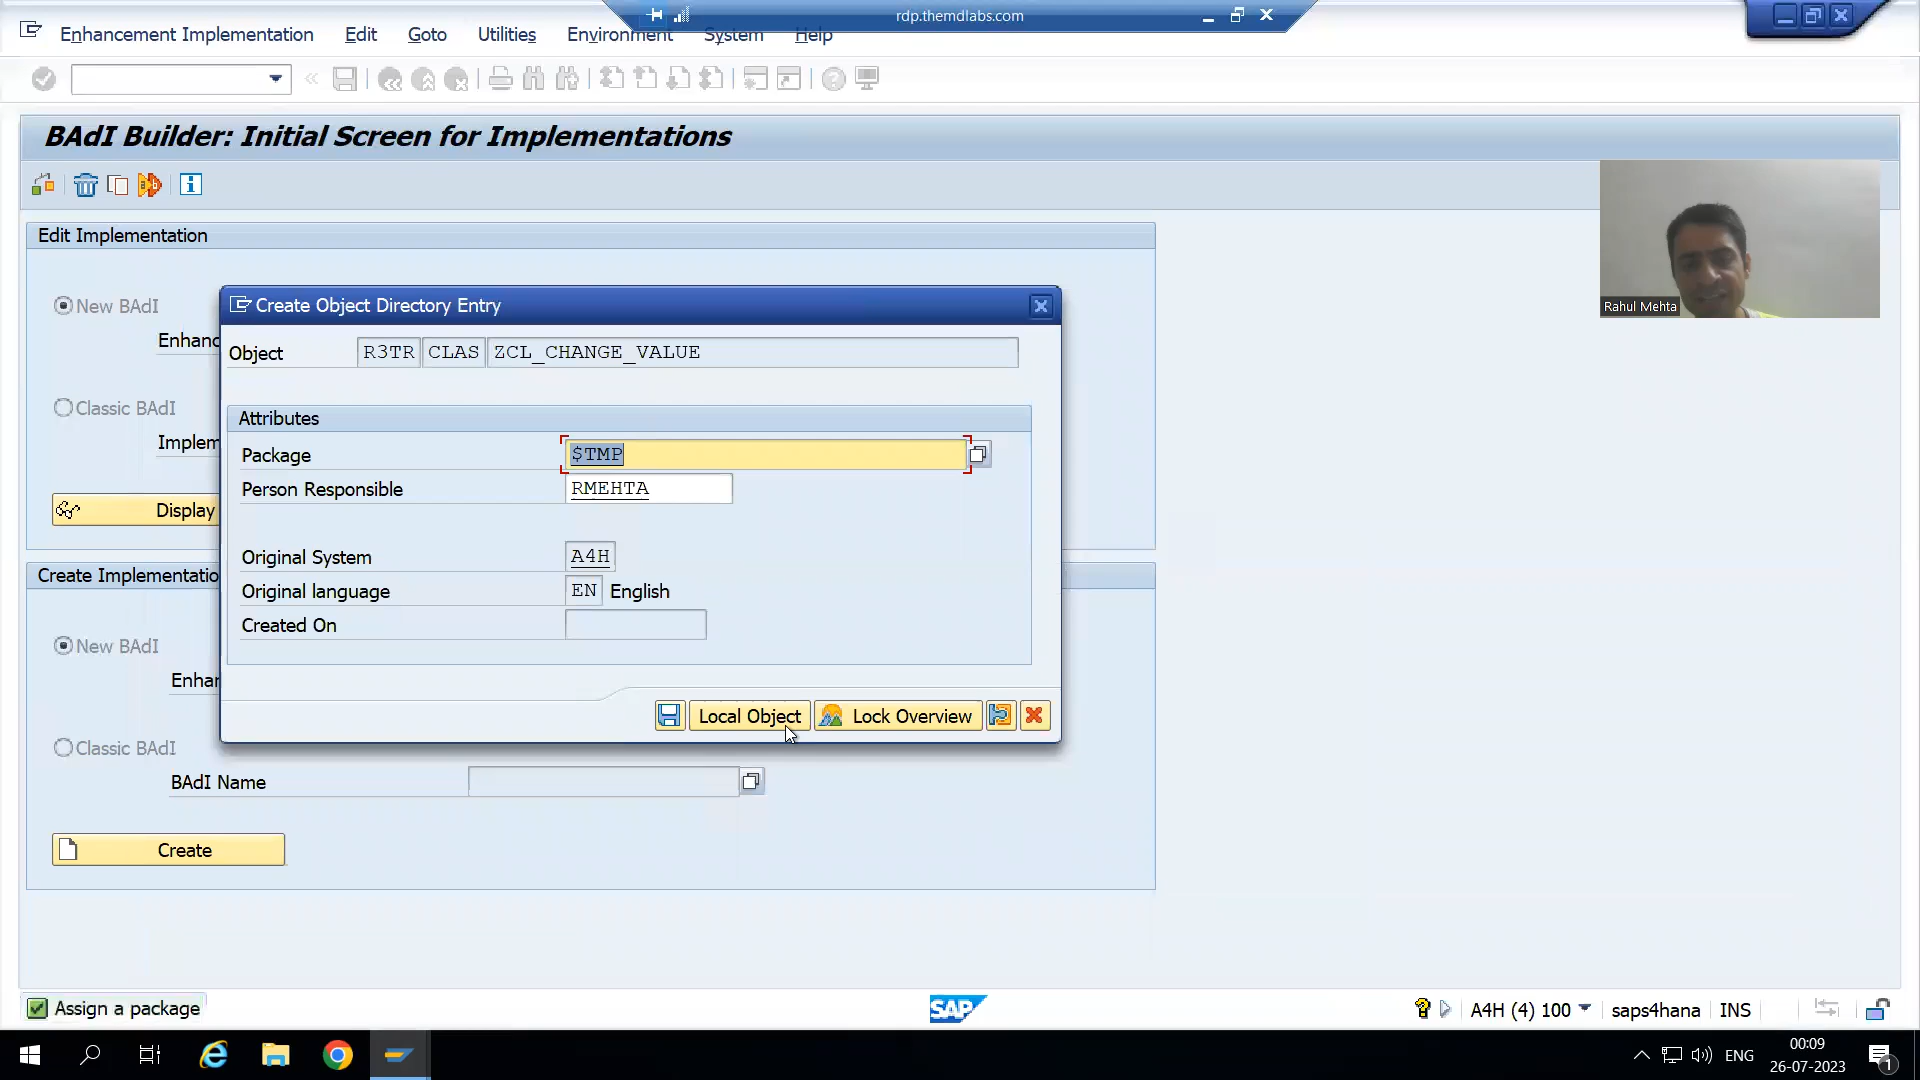 rdp.themdlabs.com
Enhancement Implementation Edit Goto Utilities Environment System Help
BAdI Builder: Initial Screen for Implementations
Rahul Mehta
Edit Implementation
New BAdI
Enhanc
Classic BAdI
Implem
Display
Create Object Directory Entry
Object R3TR CLAS ZCL_CHANGE_VALUE
Attributes
Package $TMP
Person Responsible RMEHTA
Original System A4H
Original language EN English
Created On
Local Object Lock Overview
Create Implementatio
New BAdI
Enhan
Classic BAdI
BAdI Name
Create
Assign a package
SAP
A4H (4) 100 saps4hana INS
ENG
00:09
26-07-2023
1